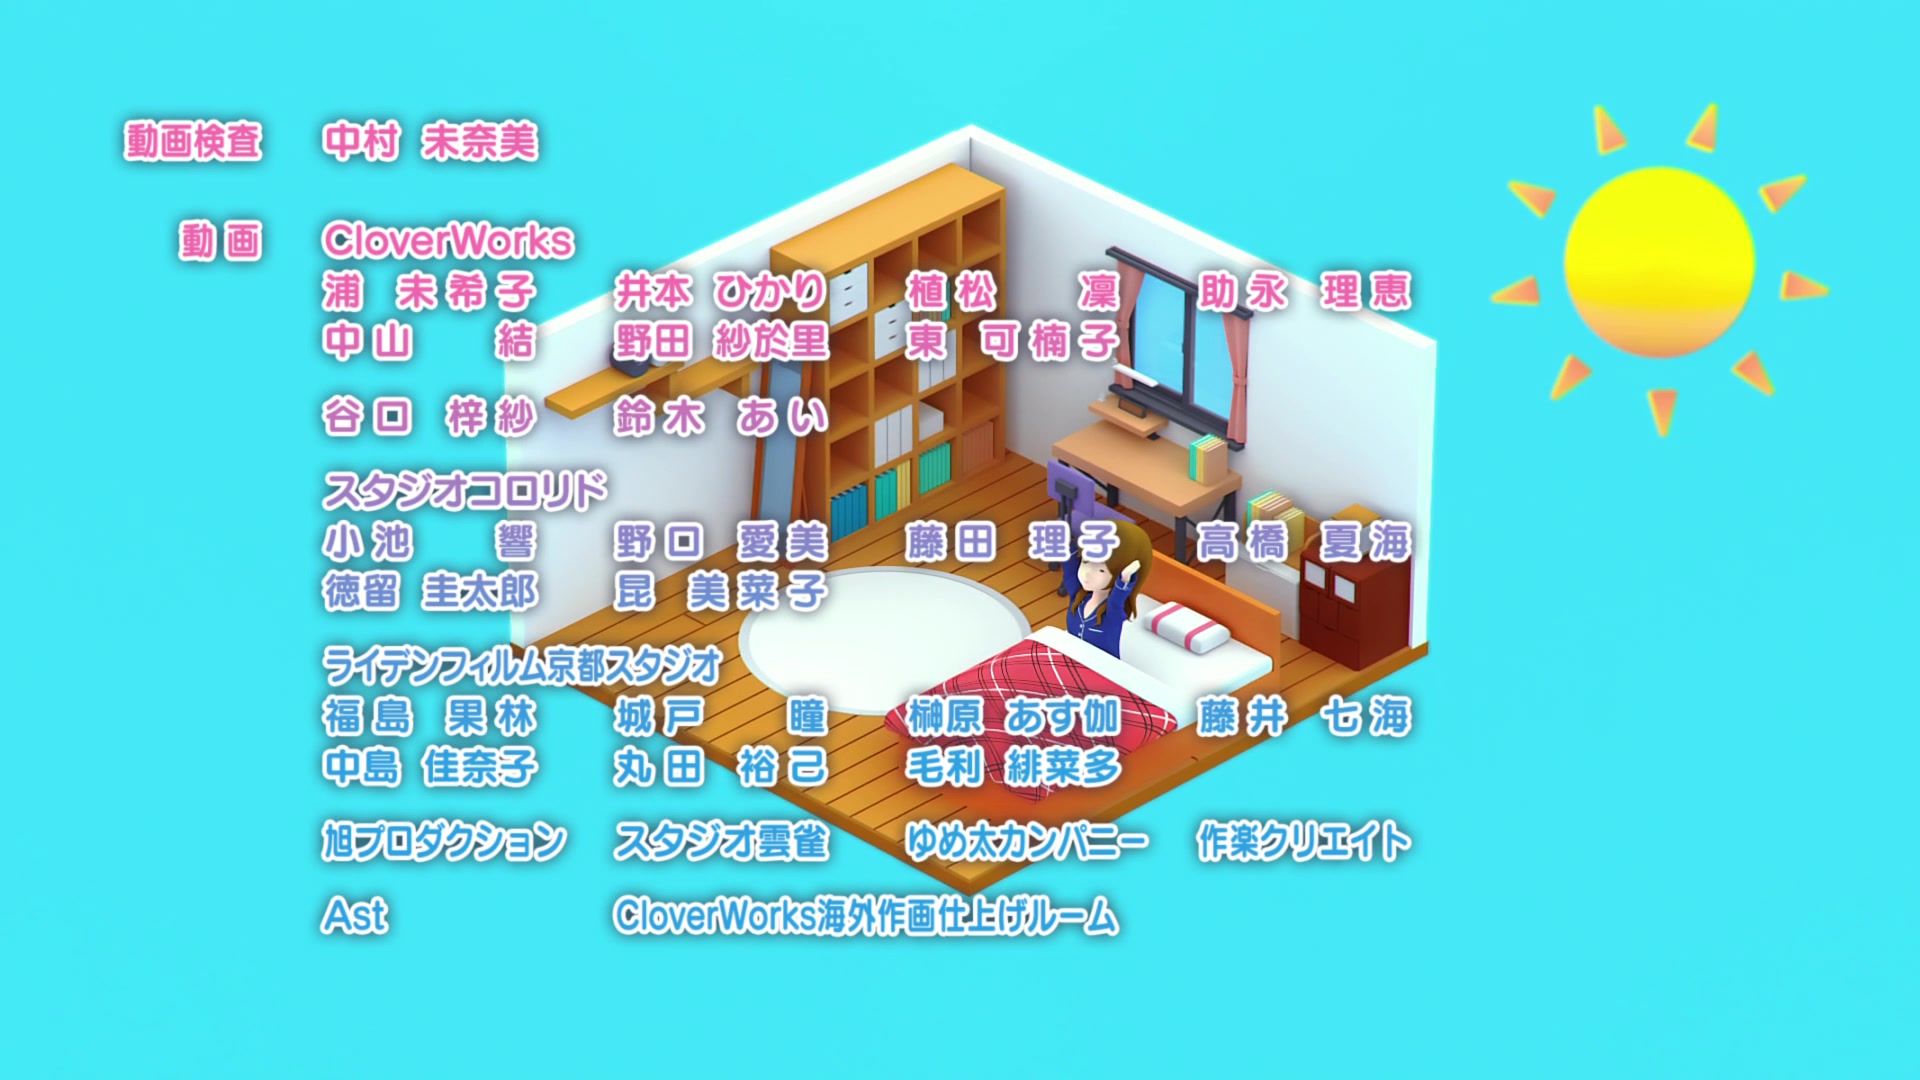 動画検査 中村 未奈美
動画 CloverWorks
浦 未希子 井本 ひかり 植松 凜 助永 理恵
中山 結 野田 紗於里 東 可楠子
谷口 梓紗 鈴木 あい
スタジオコロリド
小池 響 野口 愛美 藤田 理子 高橋 夏海
徳留 圭太郎 昆 美菜子
ライデンフィルム京都スタジオ
福島 果林 城戸 瞳 榊原 あす伽 藤井 七海
中島 佳奈子 丸田 裕己 毛利 緋菜多
旭プロダクション スタジオ雲雀 ゆめ太カンパニー 作楽クリエイト
Ast CloverWorks海外作画仕上げルーム